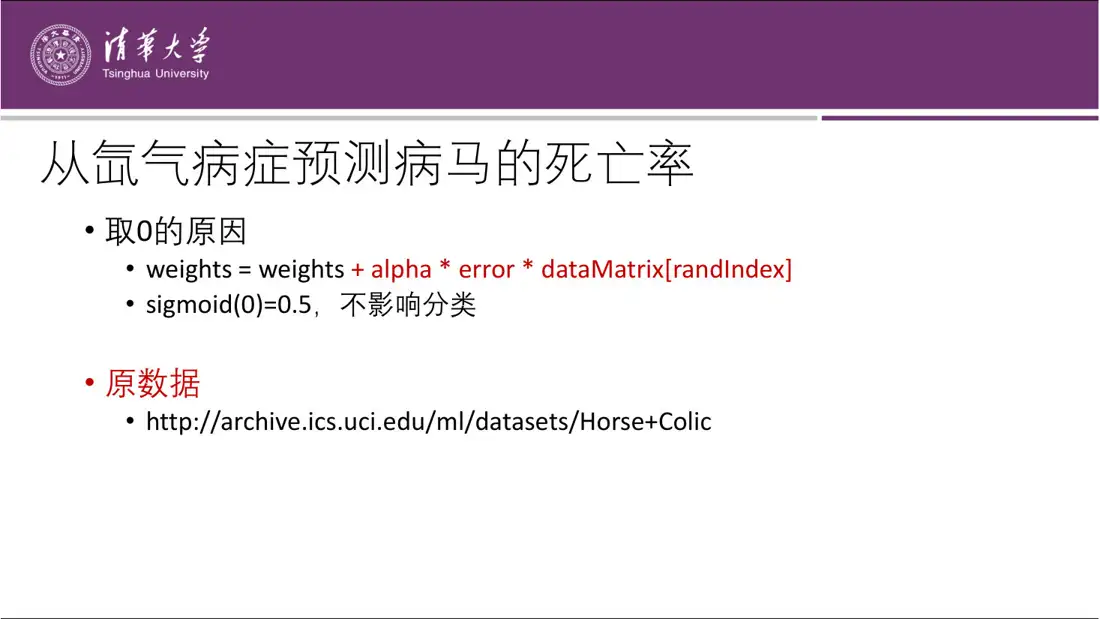 清华大学
Tsinghua University
从氙气病症预测病马的死亡率
• 取0的原因
• weights = weights + alpha * error * dataMatrix[randIndex]
• sigmoid(0)=0.5，不影响分类
• 原数据
• http://archive.ics.uci.edu/ml/datasets/Horse+Colic